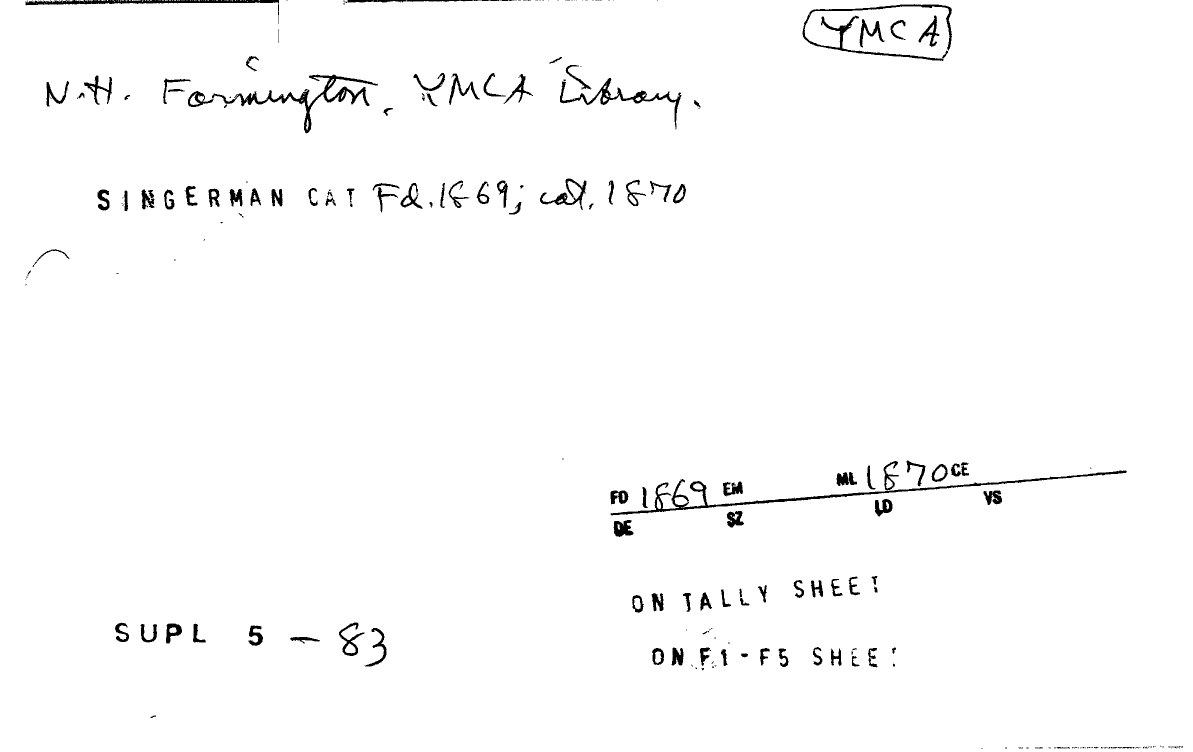 YMCA
N.H. Farmington. YMCA Library.
SINGERMAN CAT Fd. 1869; cat. 1870
FD 1869 EM ML 1870 CE
DE SZ LD VS
ON TALLY SHEET
SUPL 5 - 83
ON F1-F5 SHEET